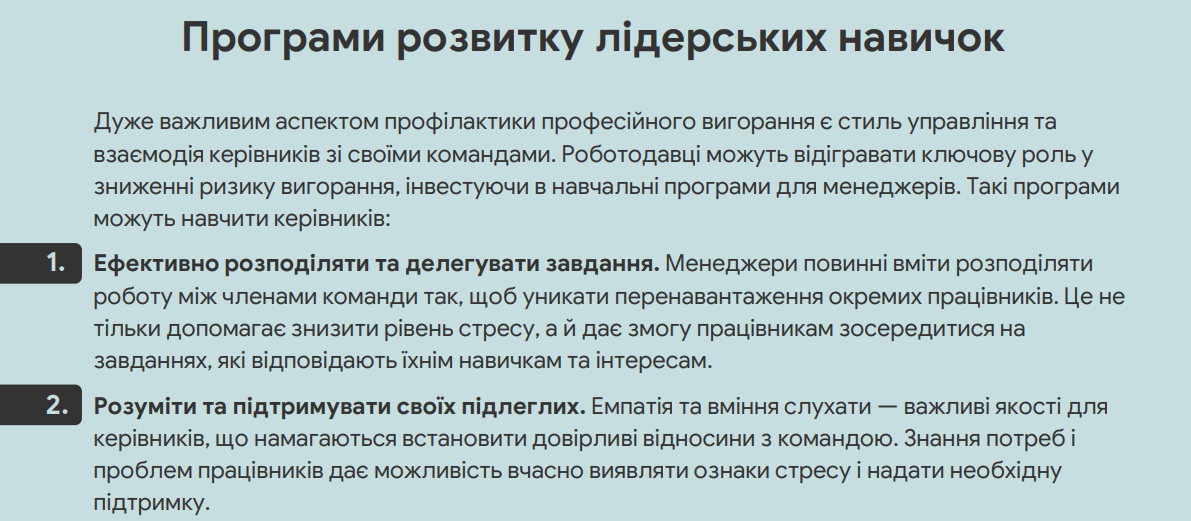 Програми розвитку лідерських навичок
Дуже важливим аспектом профілактики професійного вигорання є стиль управління та
взаємодія керівників зі своїми командами. Роботодавці можуть відігравати ключову роль у
зниженні ризику вигорання, інвестуючи в навчальні програми для менеджерів. Такі програми
можуть навчити керівників:
1. Ефективно розподіляти та делегувати завдання. Менеджери повинні вміти розподіляти
роботу між членами команди так, щоб уникати перенавантаження окремих працівників. Це не
тільки допомагає знизити рівень стресу, а й дає змогу працівникам зосередитися на
завданнях, які відповідають їхнім навичкам та інтересам.
2. Розуміти та підтримувати своїх підлеглих. Емпатія та вміння слухати — важливі якості для
керівників, що намагаються встановити довірливі відносини з командою. Знання потреб і
проблем працівників дає можливість вчасно виявляти ознаки стресу і надати необхідну
підтримку.